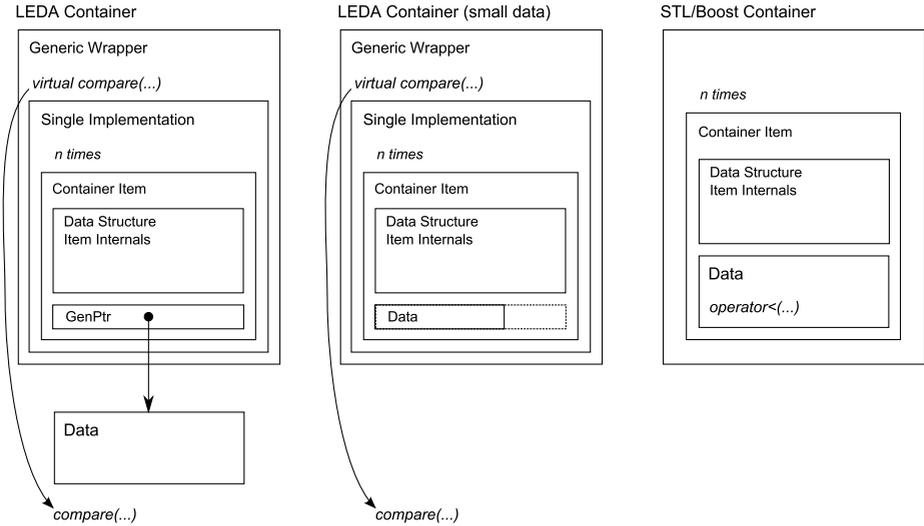 LEDA Container
Generic Wrapper
virtual compare(...)
Single Implementation
n times
Container Item
Data Structure
Item Internals
GenPtr
Data
compare(...)
LEDA Container (small data)
Generic Wrapper
virtual compare(...)
Single Implementation
n times
Container Item
Data Structure
Item Internals
Data
compare(...)
STL/Boost Container
n times
Container Item
Data Structure
Item Internals
Data
operator<(...)